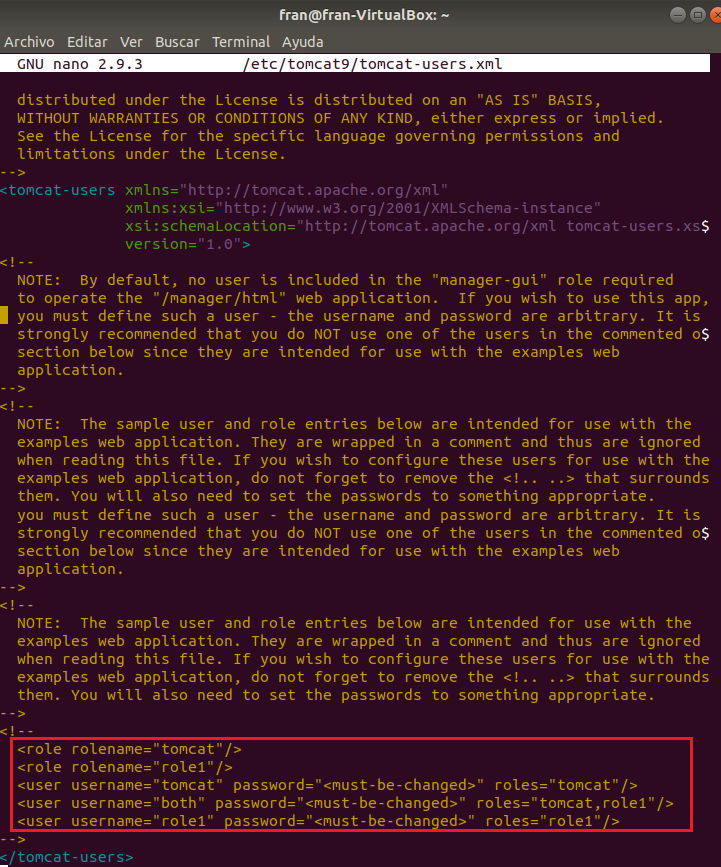 fran@fran-VirtualBox: ~
Archivo Editar Ver Buscar Terminal Ayuda
GNU nano 2.9.3 /etc/tomcat9/tomcat-users.xml
distributed under the License is distributed on an "AS IS" BASIS,
WITHOUT WARRANTIES OR CONDITIONS OF ANY KIND, either express or implied.
See the License for the specific language governing permissions and
limitations under the License.
-->
<tomcat-users xmlns="http://tomcat.apache.org/xml"
xmlns:xsi="http://www.w3.org/2001/XMLSchema-instance"
xsi:schemaLocation="http://tomcat.apache.org/xml tomcat-users.xs$
version="1.0">
<!--
NOTE:  By default, no user is included in the "manager-gui" role required
to operate the "/manager/html" web application.  If you wish to use this app,
you must define such a user - the username and password are arbitrary. It is
strongly recommended that you do NOT use one of the users in the commented o$
section below since they are intended for use with the examples web
application.
-->
<!--
NOTE:  The sample user and role entries below are intended for use with the
examples web application. They are wrapped in a comment and thus are ignored
when reading this file. If you wish to configure these users for use with the
examples web application, do not forget to remove the <!.. ..> that surrounds
them. You will also need to set the passwords to something appropriate.
you must define such a user - the username and password are arbitrary. It is
strongly recommended that you do NOT use one of the users in the commented o$
section below since they are intended for use with the examples web
application.
-->
<!--
NOTE:  The sample user and role entries below are intended for use with the
examples web application. They are wrapped in a comment and thus are ignored
when reading this file. If you wish to configure these users for use with the
examples web application, do not forget to remove the <!.. ..> that surrounds
them. You will also need to set the passwords to something appropriate.
-->
<!--
<role rolename="tomcat"/>
<role rolename="role1"/>
<user username="tomcat" password="<must-be-changed>" roles="tomcat"/>
<user username="both" password="<must-be-changed>" roles="tomcat,role1"/>
<user username="role1" password="<must-be-changed>" roles="role1"/>
-->
</tomcat-users>